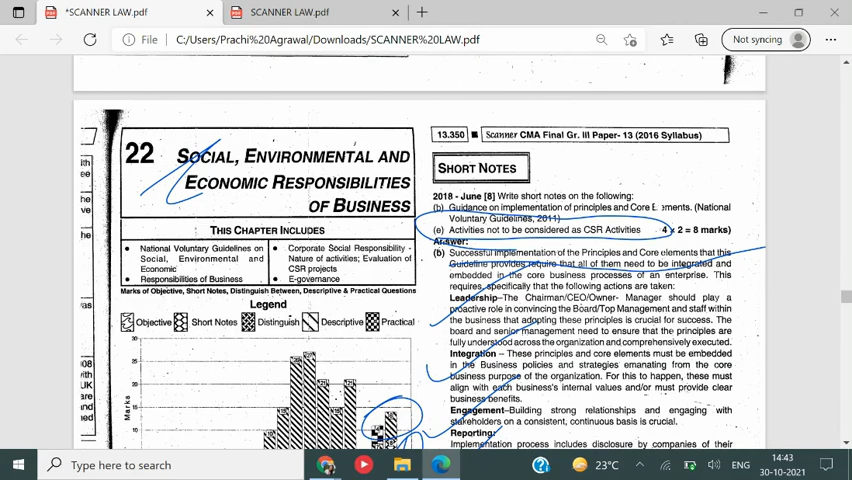 *SCANNER LAW.pdf
SCANNER LAW.pdf
File
C:/Users/Prachi%20Agrawal/Downloads/SCANNER%20LAW.pdf
Not syncing
22 SOCIAL, ENVIRONMENTAL AND
ECONOMIC RESPONSIBILITIES
OF BUSINESS
THIS CHAPTER INCLUDES
• National Voluntary Guidelines on
Social, Environmental and
Economic
• Responsibilities of Business
• Corporate Social Responsibility -
Nature of activities; Evaluation of
CSR projects
• E-governance
Marks of Objective, Short Notes, Distinguish Between, Descriptive & Practical Questions
Legend
Objective Short Notes Distinguish Descriptive Practical
Marks
30
25
20
15
10
13.350 ■ Scanner CMA Final Gr. III Paper- 13 (2016 Syllabus)
SHORT NOTES
2018 - June [8] Write short notes on the following:
(b) Guidance on implementation of principles and Core Elements. (National
Voluntary Guidelines, 2011)
(e) Activities not to be considered as CSR Activities 4 × 2 = 8 marks)
Answer:
(b) Successful implementation of the Principles and Core elements that this
Guideline provides require that all of them need to be integrated and
embedded in the core business processes of an enterprise. This
requires, specifically that the following actions are taken:
Leadership–The Chairman/CEO/Owner- Manager should play a
proactive role in convincing the Board/Top Management and staff within
the business that adopting these principles is crucial for success. The
board and senior management need to ensure that the principles are
fully understood across the organization and comprehensively executed.
Integration – These principles and core elements must be embedded
in the Business policies and strategies emanating from the core
business purpose of the organization. For this to happen, these must
align with each business's internal values and/or must provide clear
business benefits.
Engagement–Building strong relationships and engaging with
stakeholders on a consistent, continuous basis is crucial.
Reporting:
Implementation process includes disclosure by companies of their
Type here to search
23°C
ENG
14:43
30-10-2021